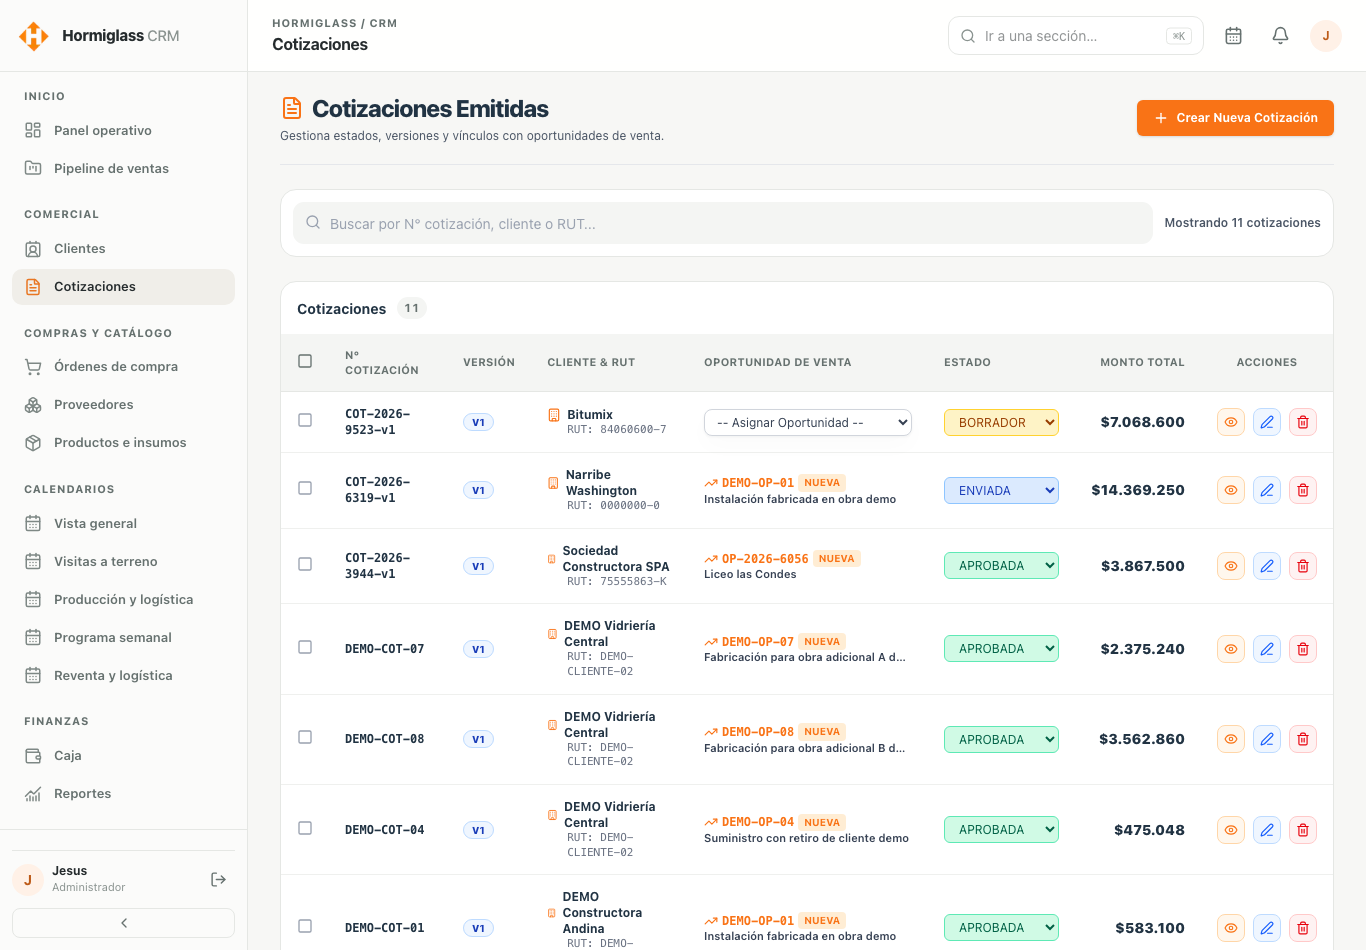 Hormiglass CRM
INICIO
Panel operativo
Pipeline de ventas
COMERCIAL
Clientes
Cotizaciones
COMPRAS Y CATÁLOGO
Órdenes de compra
Proveedores
Productos e insumos
CALENDARIOS
Vista general
Visitas a terreno
Producción y logística
Programa semanal
Reventa y logística
FINANZAS
Caja
Reportes
J
Jesus
Administrador
HORMIGLASS / CRM
Cotizaciones
Ir a una sección...
⌘K
J
Cotizaciones Emitidas
Gestiona estados, versiones y vínculos con oportunidades de venta.
Crear Nueva Cotización
Buscar por N° cotización, cliente o RUT...
Mostrando 11 cotizaciones
Cotizaciones 11
N°
COTIZACIÓN
VERSIÓN
CLIENTE & RUT
OPORTUNIDAD DE VENTA
ESTADO
MONTO TOTAL
ACCIONES
COT-2026-
9523-v1
V1
Bitumix
RUT: 84060600-7
-- Asignar Oportunidad --
BORRADOR
$7.068.600
COT-2026-
6319-v1
V1
Narribe
Washington
RUT: 0000000-0
DEMO-OP-01 NUEVA
Instalación fabricada en obra demo
ENVIADA
$14.369.250
COT-2026-
3944-v1
V1
Sociedad
Constructora SPA
RUT: 75555863-K
OP-2026-6056 NUEVA
Liceo las Condes
APROBADA
$3.867.500
DEMO-COT-07
V1
DEMO Vidriería
Central
RUT: DEMO-
CLIENTE-02
DEMO-OP-07 NUEVA
Fabricación para obra adicional A d...
APROBADA
$2.375.240
DEMO-COT-08
V1
DEMO Vidriería
Central
RUT: DEMO-
CLIENTE-02
DEMO-OP-08 NUEVA
Fabricación para obra adicional B d...
APROBADA
$3.562.860
DEMO-COT-04
V1
DEMO Vidriería
Central
RUT: DEMO-
CLIENTE-02
DEMO-OP-04 NUEVA
Suministro con retiro de cliente demo
APROBADA
$475.048
DEMO-COT-01
V1
DEMO
Constructora
Andina
RUT: DEMO-
DEMO-OP-01 NUEVA
Instalación fabricada en obra demo
APROBADA
$583.100